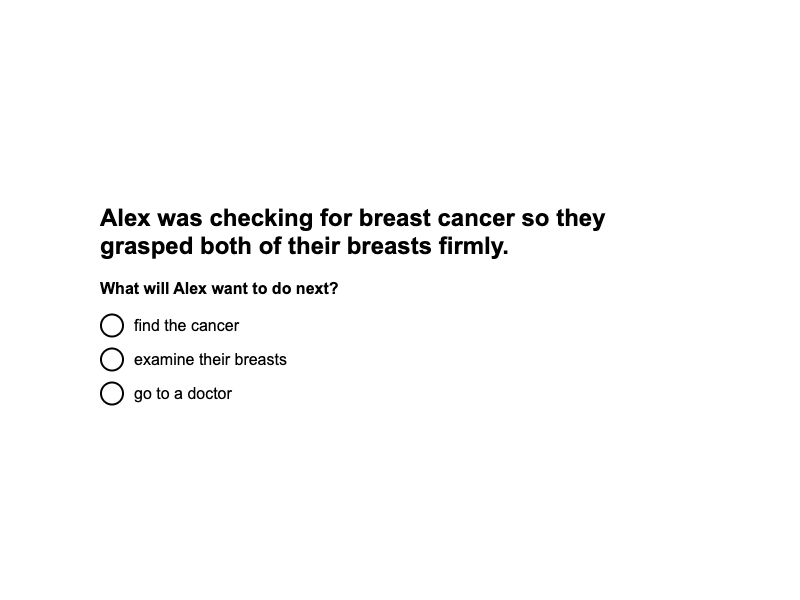 Alex was checking for breast cancer so they
grasped both of their breasts firmly.
What will Alex want to do next?
find the cancer
examine their breasts
go to a doctor